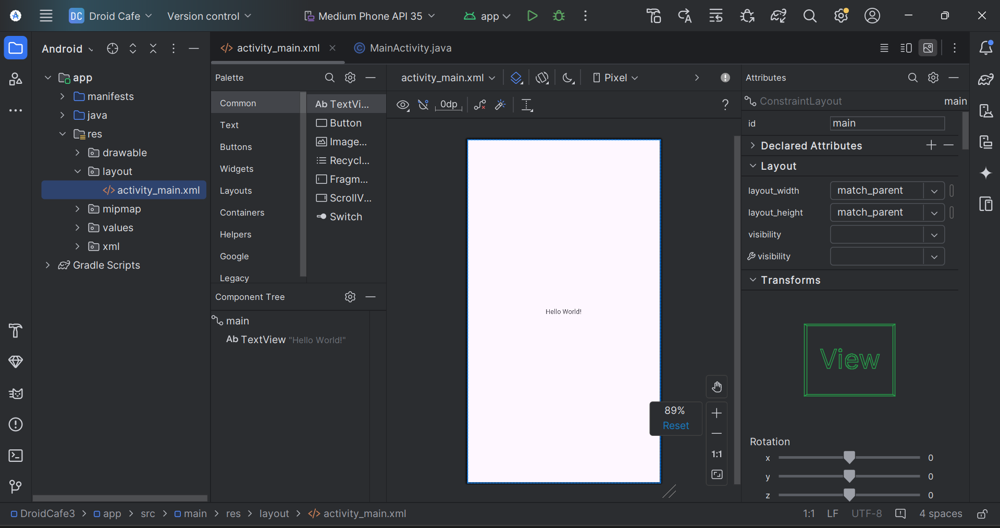 DC Droid Cafe Version control Medium Phone API 35 app
Android activity_main.xml MainActivity.java
app
manifests
java
res
drawable
layout
activity_main.xml
mipmap
values
xml
Gradle Scripts
Palette
Common
Text
Buttons
Widgets
Layouts
Containers
Helpers
Google
Legacy
Ab TextVi...
Button
Image...
Recycl...
Fragm...
ScrollV...
Switch
Component Tree
main
Ab TextView "Hello World!"
activity_main.xml Pixel
0dp ?
Hello World!
89%
Reset
1:1
Attributes
ConstraintLayout main
id main
Declared Attributes
Layout
layout_width match_parent
layout_height match_parent
visibility
visibility
Transforms
View
Rotation
x 0
y 0
z 0
DroidCafe3 > app > src > main > res > layout > activity_main.xml 1:1 LF UTF-8 4 spaces